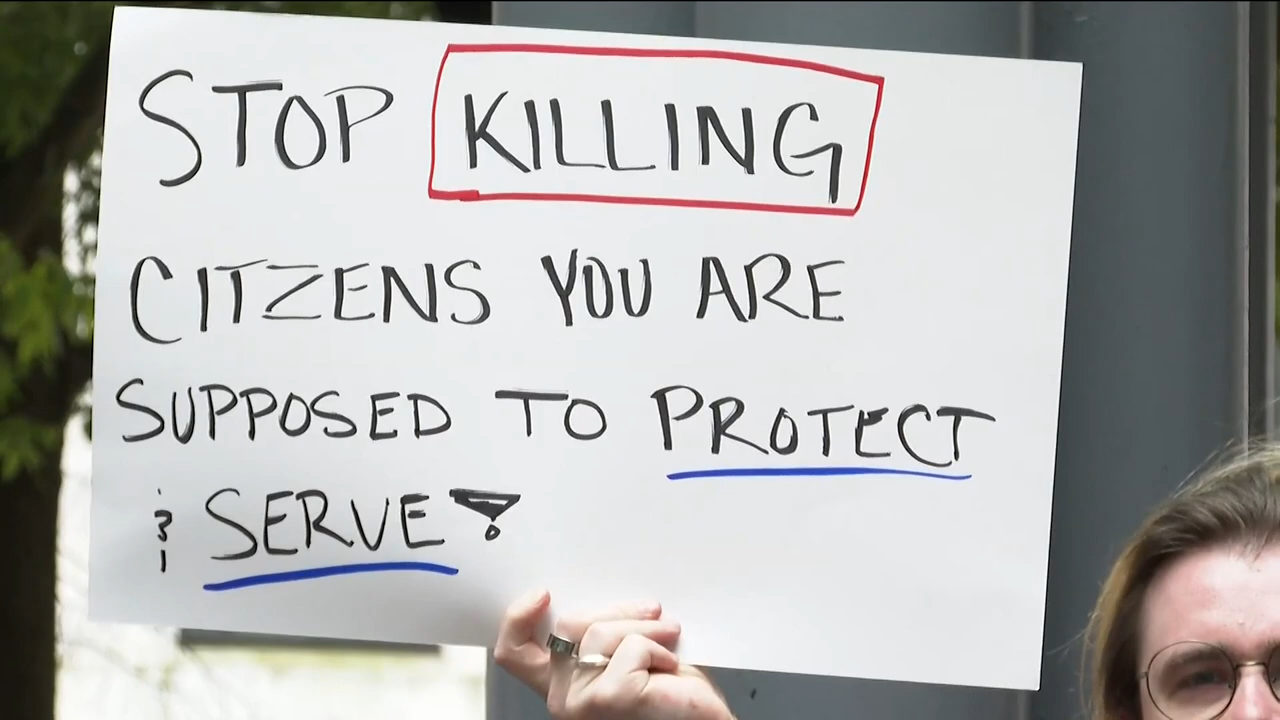 STOP KILLING
CITZENS YOU ARE
SUPPOSED TO PROTECT
& SERVE!